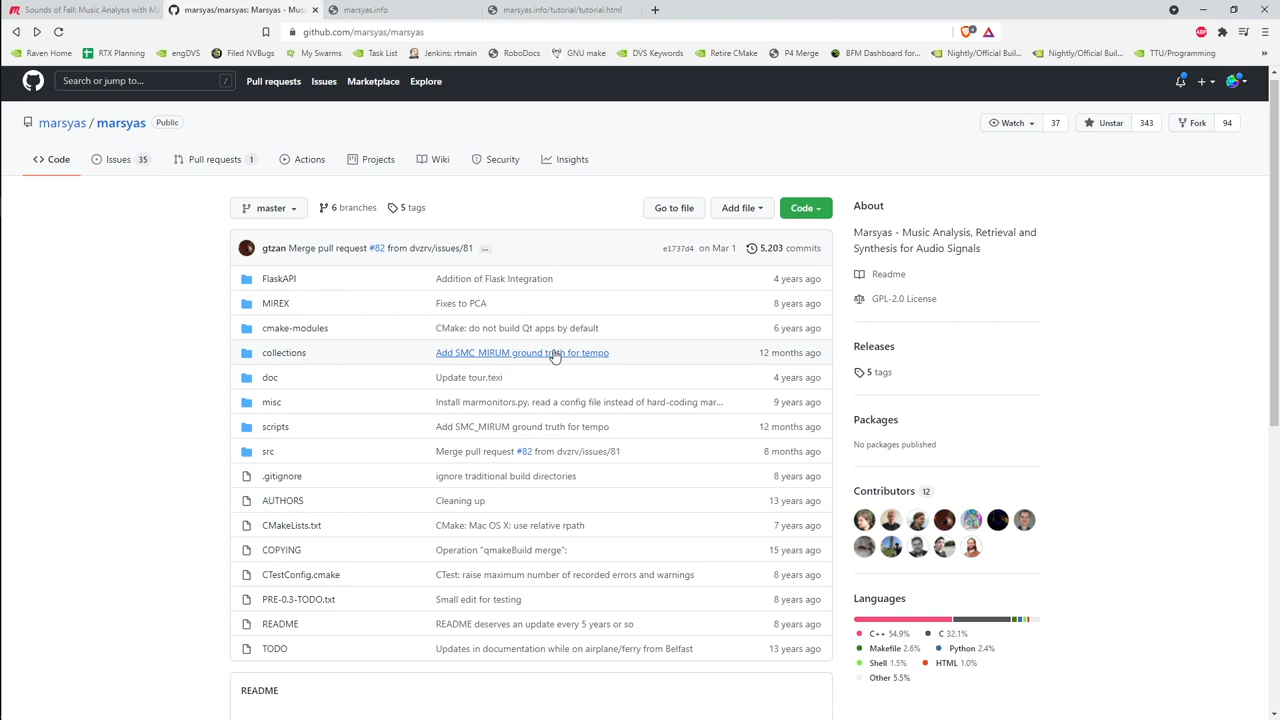 Sounds of Fall: Music Analysis with M
marsyas/marsyas: Marsyas - Mus
marsyas.info
marsyas.info/tutorial/tutorial.html
github.com/marsyas/marsyas
Raven Home
RTX Planning
engDVS
Filed NVBugs
My Swarms
Task List
Jenkins: rtmain
RoboDocs
GNU make
DVS Keywords
Retire CMake
P4 Merge
BFM Dashboard for...
Nightly/Official Buil...
Nightly/Official Buil...
TTU/Programming
Search or jump to...
/
Pull requests
Issues
Marketplace
Explore
marsyas / marsyas
Public
Watch
37
Unstar
343
Fork
94
Code
Issues 35
Pull requests 1
Actions
Projects
Wiki
Security
Insights
master
6 branches
5 tags
Go to file
Add file
Code
gtzan Merge pull request #82 from dvzrv/issues/81 ...
e1737d4 on Mar 1
5,203 commits
FlaskAPI
Addition of Flask Integration
4 years ago
MIREX
Fixes to PCA
8 years ago
cmake-modules
CMake: do not build Qt apps by default
6 years ago
collections
Add SMC_MIRUM ground truth for tempo
12 months ago
doc
Update tour.texi
4 years ago
misc
Install marmonitors.py, read a config file instead of hard-coding mar...
9 years ago
scripts
Add SMC_MIRUM ground truth for tempo
12 months ago
src
Merge pull request #82 from dvzrv/issues/81
8 months ago
.gitignore
ignore traditional build directories
8 years ago
AUTHORS
Cleaning up
13 years ago
CMakeLists.txt
CMake: Mac OS X: use relative rpath
7 years ago
COPYING
Operation "qmakeBuild merge":
15 years ago
CTestConfig.cmake
CTest: raise maximum number of recorded errors and warnings
8 years ago
PRE-0.3-TODO.txt
Small edit for testing
8 years ago
README
README deserves an update every 5 years or so
8 years ago
TODO
Updates in documentation while on airplane/ferry from Belfast
13 years ago
README
About
Marsyas - Music Analysis, Retrieval and
Synthesis for Audio Signals
Readme
GPL-2.0 License
Releases
5 tags
Packages
No packages published
Contributors 12
Languages
C++ 54.9%
C 32.1%
Makefile 2.6%
Python 2.4%
Shell 1.5%
HTML 1.0%
Other 5.5%